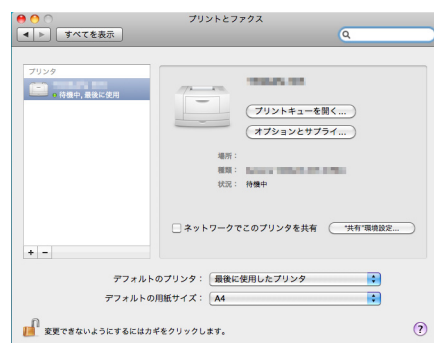 プリントとファクス
すべてを表示
プリンタ
待機中, 最後に使用
プリントキューを開く...
オプションとサプライ...
場所：
種類：
状況： 待機中
ネットワークでこのプリンタを共有
"共有"環境設定...
+ −
デフォルトのプリンタ： 最後に使用したプリンタ
デフォルトの用紙サイズ： A4
変更できないようにするにはカギをクリックします。
?